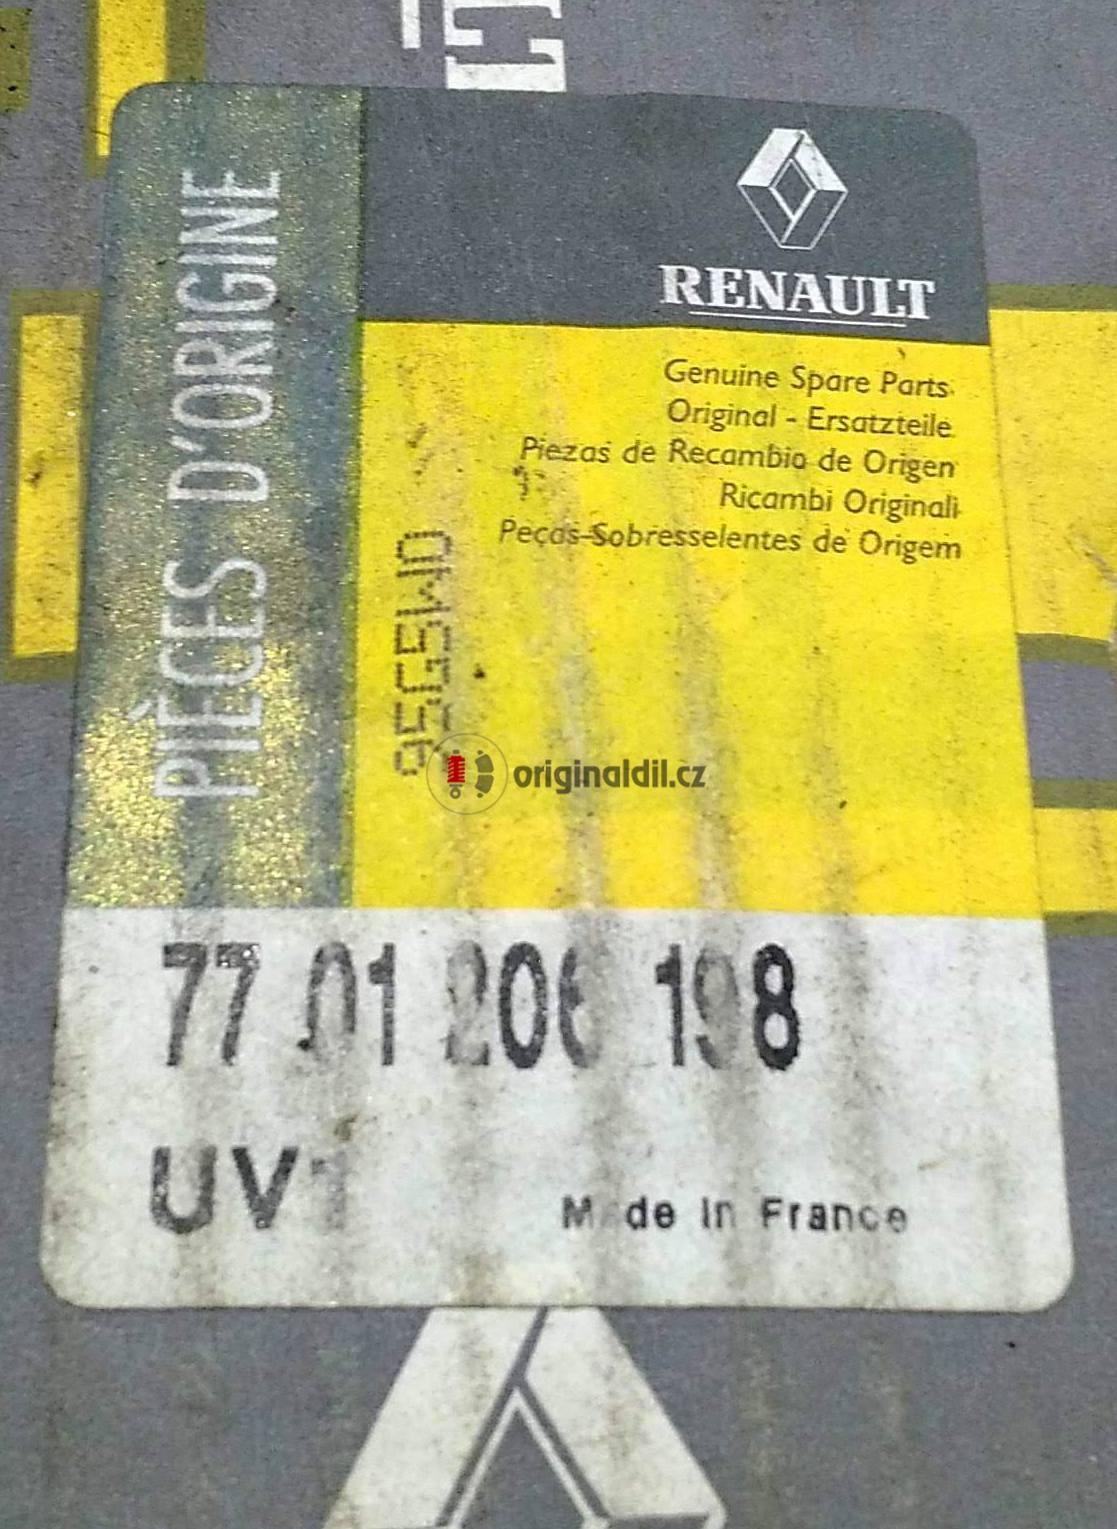 PIÈCES D'ORIGINE
RENAULT
Genuine Spare Parts
Original - Ersatzteile
Piezas de Recambio de Origen
Ricambi Originali
Peças-Sobresselentes de Origem
originaldil.cz
77 01 206 198
UV1
Made In France